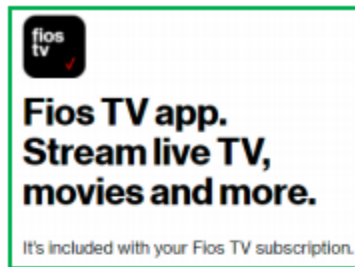 fios
tv
Fios TV app.
Stream live TV,
movies and more.
It's included with your Fios TV subscription.